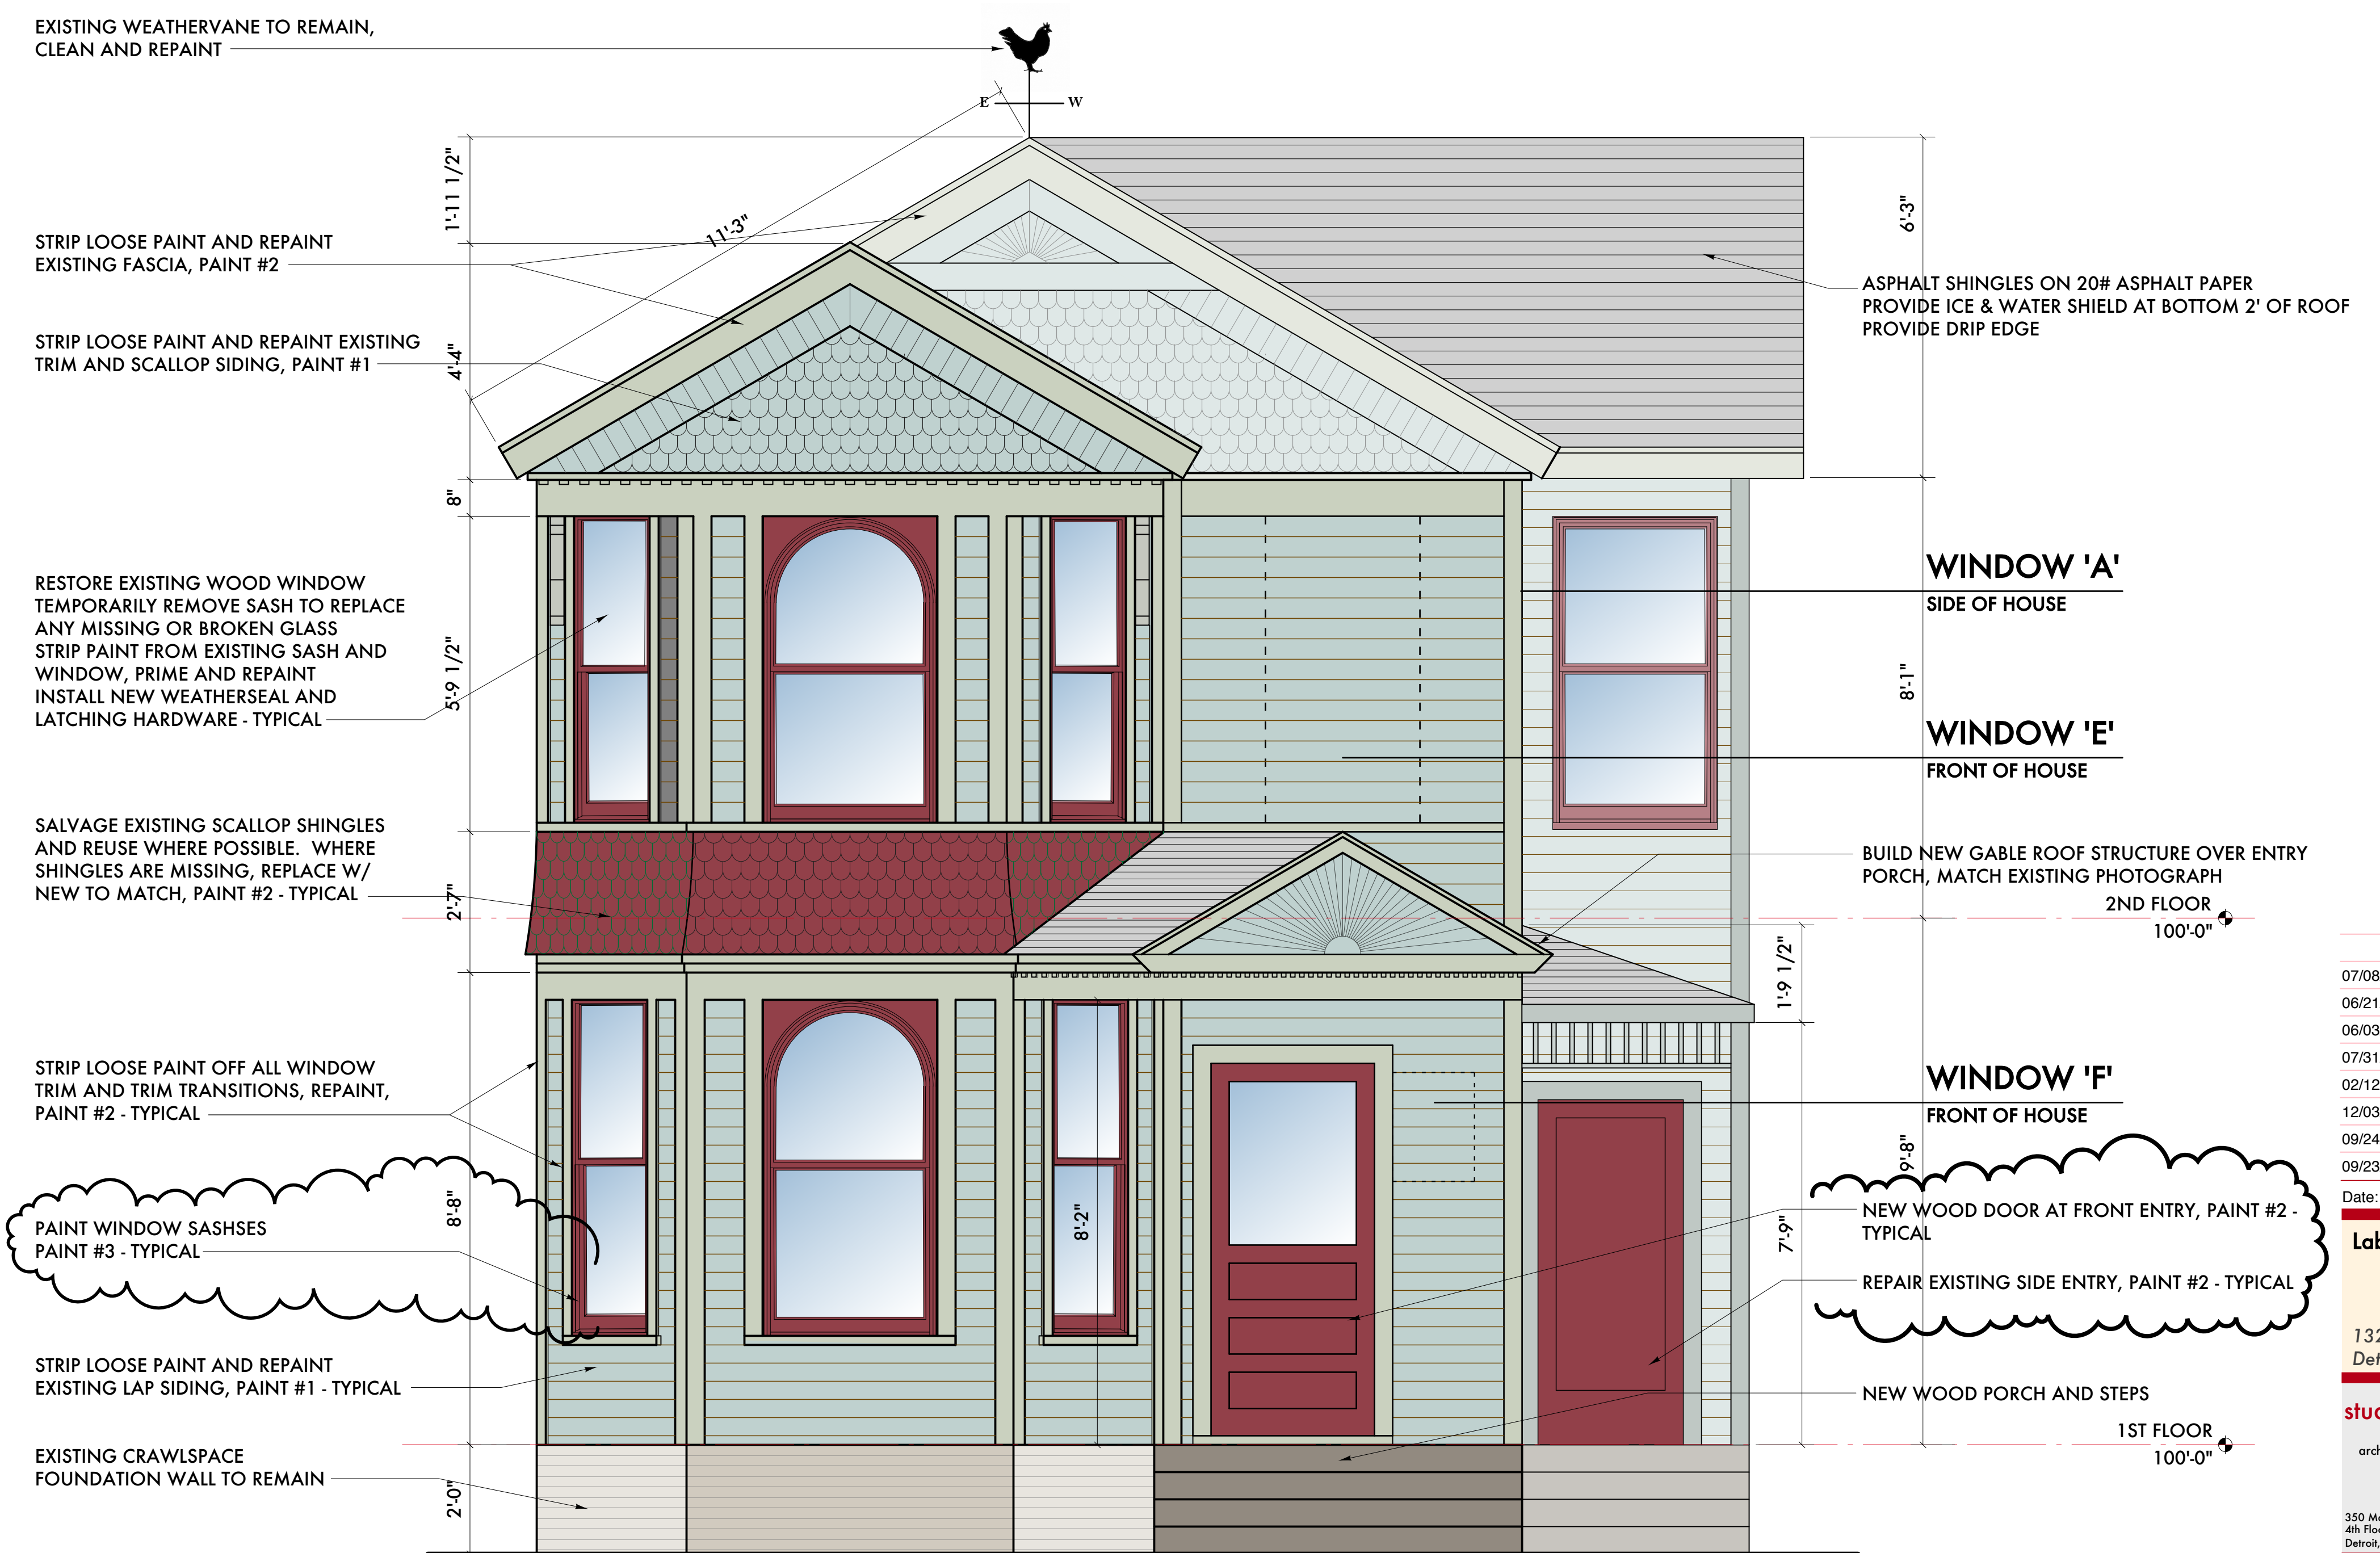 EXISTING WEATHERVANE TO REMAIN,
CLEAN AND REPAINT
E
W
1'-11 1/2"
11'-3"
6'-3"
STRIP LOOSE PAINT AND REPAINT
EXISTING FASCIA, PAINT #2
ASPHALT SHINGLES ON 20# ASPHALT PAPER
PROVIDE ICE & WATER SHIELD AT BOTTOM 2' OF ROOF
PROVIDE DRIP EDGE
STRIP LOOSE PAINT AND REPAINT EXISTING
TRIM AND SCALLOP SIDING, PAINT #1
4'-4"
8"
WINDOW 'A'
SIDE OF HOUSE
RESTORE EXISTING WOOD WINDOW
TEMPORARILY REMOVE SASH TO REPLACE
ANY MISSING OR BROKEN GLASS
STRIP PAINT FROM EXISTING SASH AND
WINDOW, PRIME AND REPAINT
INSTALL NEW WEATHERSEAL AND
LATCHING HARDWARE - TYPICAL
5'-9 1/2"
8'-1"
WINDOW 'E'
FRONT OF HOUSE
SALVAGE EXISTING SCALLOP SHINGLES
AND REUSE WHERE POSSIBLE.  WHERE
SHINGLES ARE MISSING, REPLACE W/
NEW TO MATCH, PAINT #2 - TYPICAL
2'-7"
BUILD NEW GABLE ROOF STRUCTURE OVER ENTRY
PORCH, MATCH EXISTING PHOTOGRAPH
2ND FLOOR
100'-0"
1'-9 1/2"
STRIP LOOSE PAINT OFF ALL WINDOW
TRIM AND TRIM TRANSITIONS, REPAINT,
PAINT #2 - TYPICAL
WINDOW 'F'
FRONT OF HOUSE
9'-8"
PAINT WINDOW SASHSES
PAINT #3 - TYPICAL
8'-8"
8'-2"
7'-9"
NEW WOOD DOOR AT FRONT ENTRY, PAINT #2 -
TYPICAL
REPAIR EXISTING SIDE ENTRY, PAINT #2 - TYPICAL
STRIP LOOSE PAINT AND REPAINT
EXISTING LAP SIDING, PAINT #1 - TYPICAL
NEW WOOD PORCH AND STEPS
1ST FLOOR
100'-0"
EXISTING CRAWLSPACE
FOUNDATION WALL TO REMAIN
2'-0"
07/08
06/21
06/03
07/31
02/12
12/03
09/24
09/23
Date:
Lab
132
Det
stud
arch
350 Ma
4th Floo
Detroit,